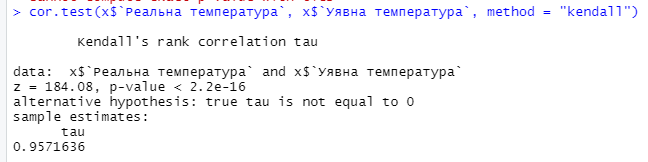 > cor.test(x$`Реальна температура`, x$`Уявна температура`, method = "kendall")
Kendall's rank correlation tau
data:  x$`Реальна температура` and x$`Уявна температура`
z = 184.08, p-value < 2.2e-16
alternative hypothesis: true tau is not equal to 0
sample estimates:
tau
0.9571636